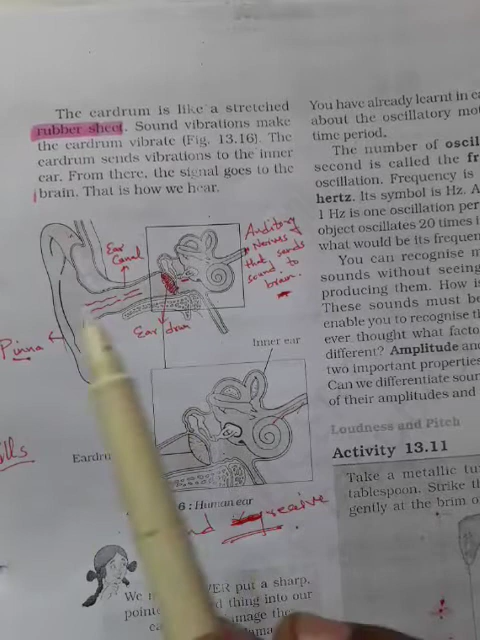 The eardrum is like a stretched
rubber sheet. Sound vibrations make
the eardrum vibrate (Fig. 13.16). The
eardrum sends vibrations to the inner
ear. From there, the signal goes to the
brain. That is how we hear.
Ear
Canal
Auditory
Nerves
that sends
sound to
brain.
Pinna
Ear drum
Inner ear
Eardru
6 : Human ear
We
VER put a sharp,
pointe
d thing into our
mage the
You have already learnt in
about the oscillatory mot
time period.
The number of oscil
second is called the fr
oscillation. Frequency is
hertz. Its symbol is Hz. A
1 Hz is one oscillation per
object oscillates 20 times i
what would be its frequen
You can recognise m
sounds without seeing
producing them. How is
These sounds must be
enable you to recognise th
ever thought what facto
different? Amplitude and
two important properties
Can we differentiate sour
of their amplitudes and
Loudness and Pitch
Activity 13.11
Take a metallic tu
tablespoon. Strike th
gently at the brim o